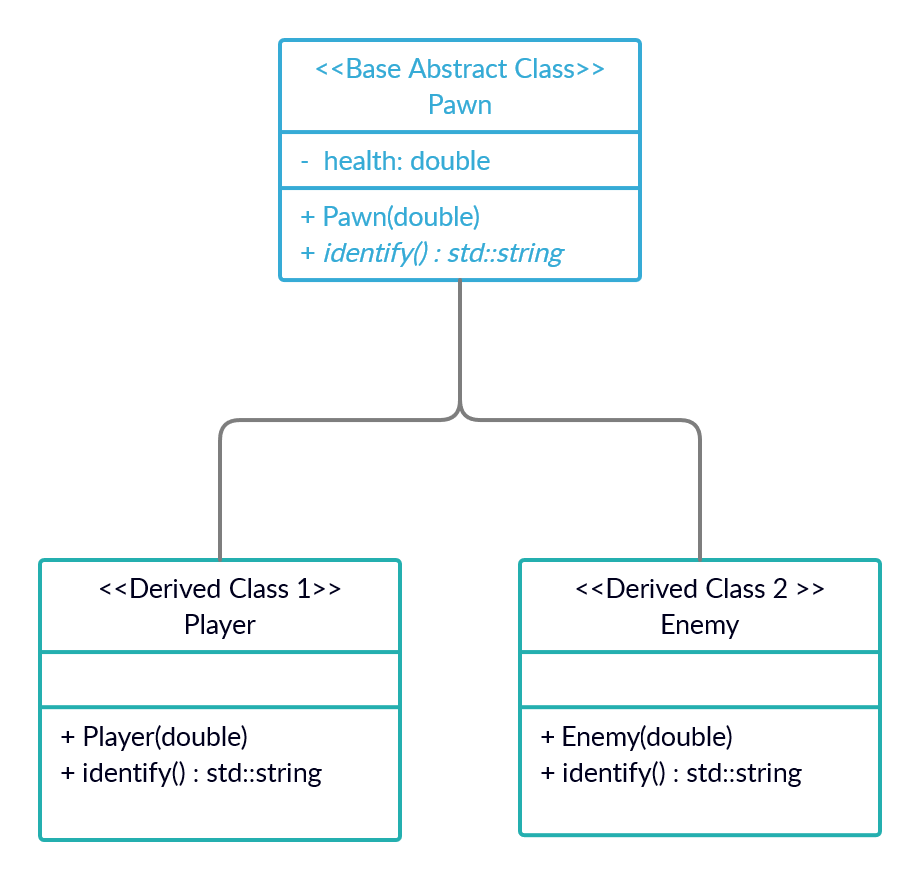 <<Base Abstract Class>>
Pawn
- health: double
+ Pawn(double)
+ identify() : std::string
<<Derived Class 1>>
Player
+ Player(double)
+ identify() : std::string
<<Derived Class 2 >>
Enemy
+ Enemy(double)
+ identify() : std::string